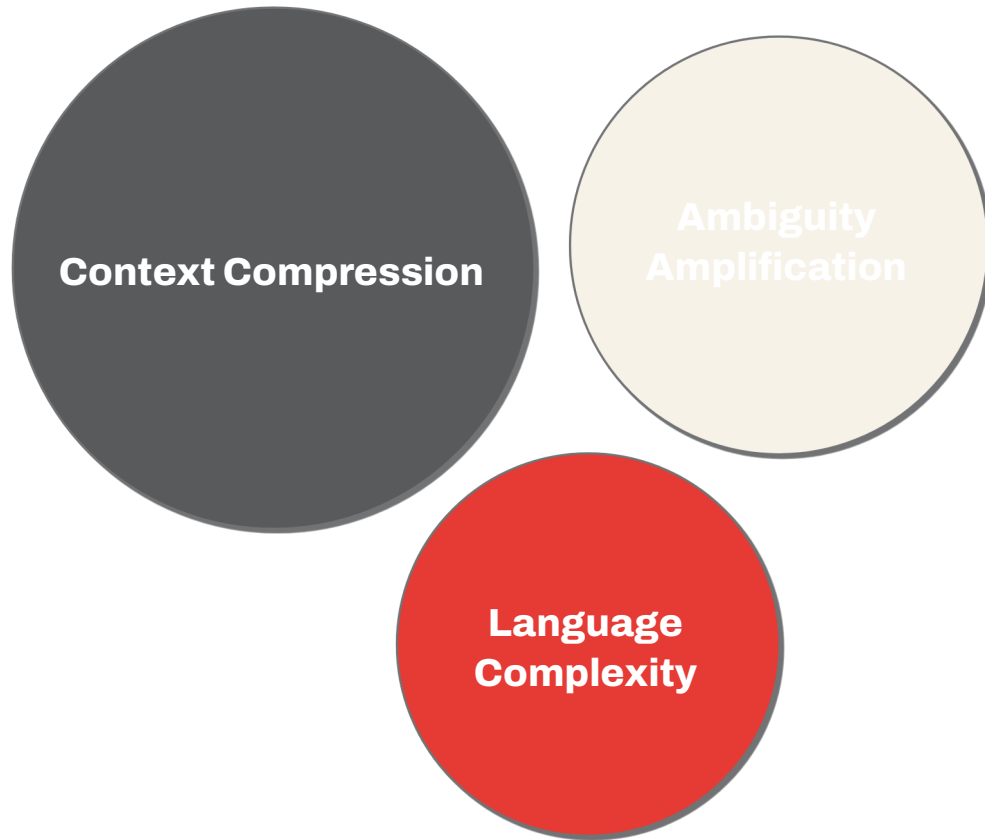 Context Compression
Ambiguity
Amplification
Language
Complexity